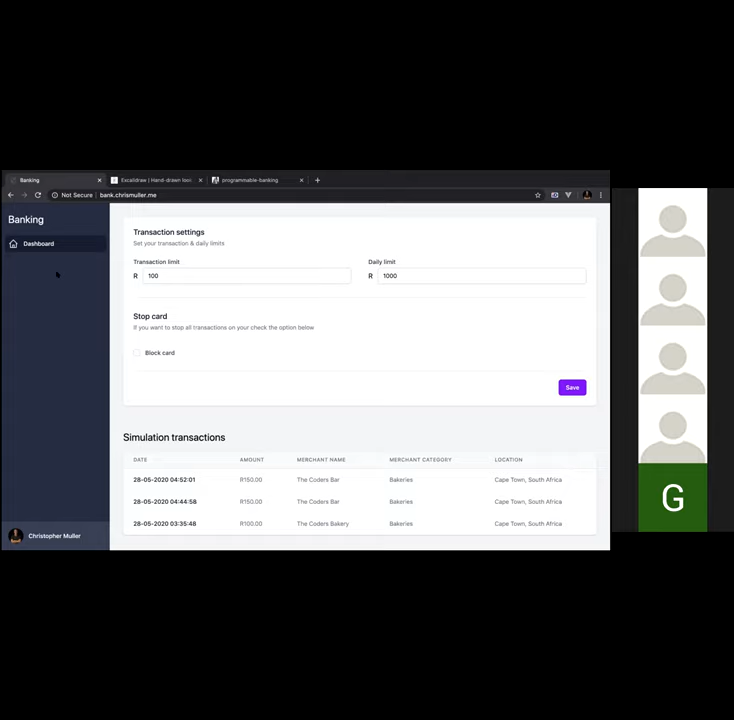 Banking
Excalidraw | Hand-drawn look
programmable-banking
Not Secure | bank.chrismuller.me
Banking
Dashboard
Transaction settings
Set your transaction & daily limits
Transaction limit
Daily limit
R 100
R 1000
Stop card
If you want to stop all transactions on your check the option below
Block card
Save
Simulation transactions
DATE AMOUNT MERCHANT NAME MERCHANT CATEGORY LOCATION
28-05-2020 04:52:01 R150.00 The Coders Bar Bakeries Cape Town, South Africa
28-05-2020 04:44:58 R150.00 The Coders Bar Bakeries Cape Town, South Africa
28-05-2020 03:35:48 R100.00 The Coders Bakery Bakeries Cape Town, South Africa
Christopher Muller
G